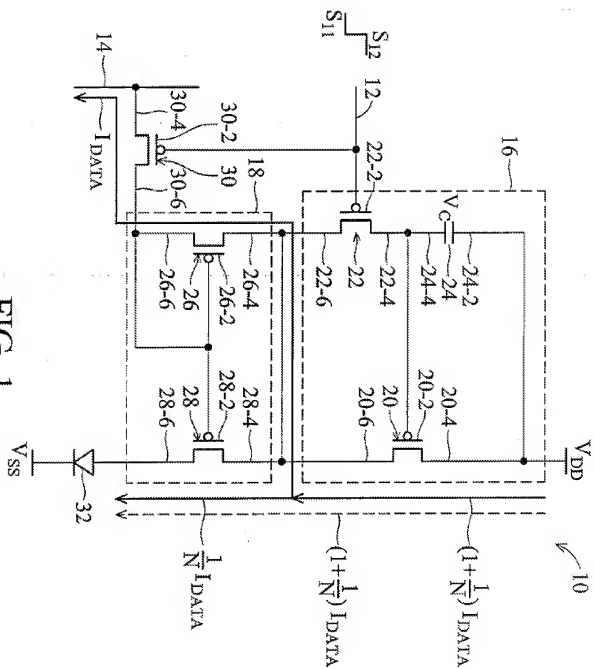 10
V_DD
(1+1/N) I_DATA
(1+1/N) I_DATA
1/N I_DATA
16
24-2
24
V_C
24-4
20-4
20-2
20
20-6
22-4
22
22-2
22-6
S_12
S_11
12
18
26-4
26-2
26
26-6
28-4
28-2
28
28-6
30-2
30
30-4
30-6
14
I_DATA
32
V_SS
FIG. 1